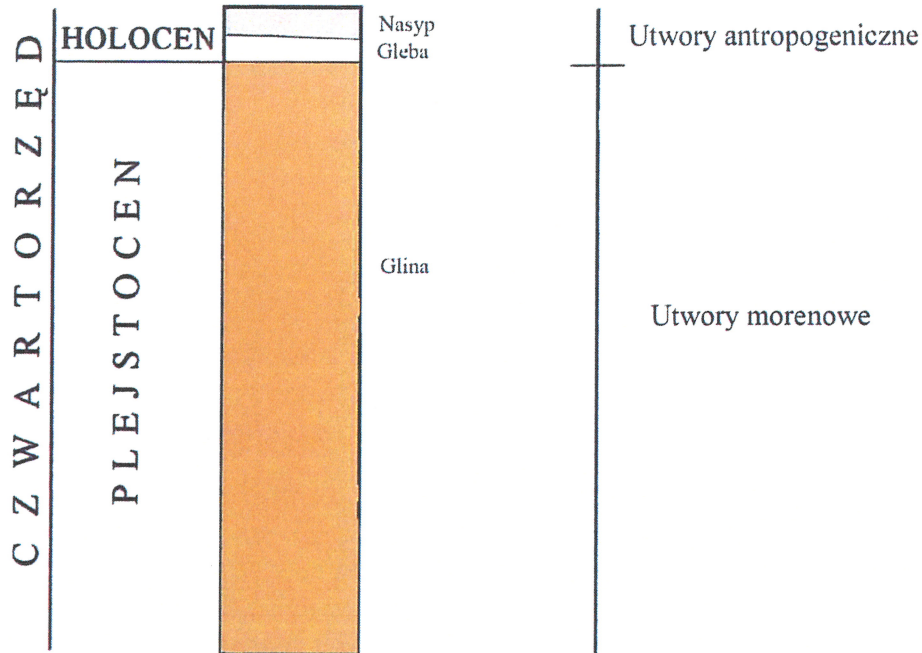 CZWARTORZĘD
HOLOCEN
Nasyp
Gleba
Utwory antropogeniczne
PLEJSTOCEN
Glina
Utwory morenowe